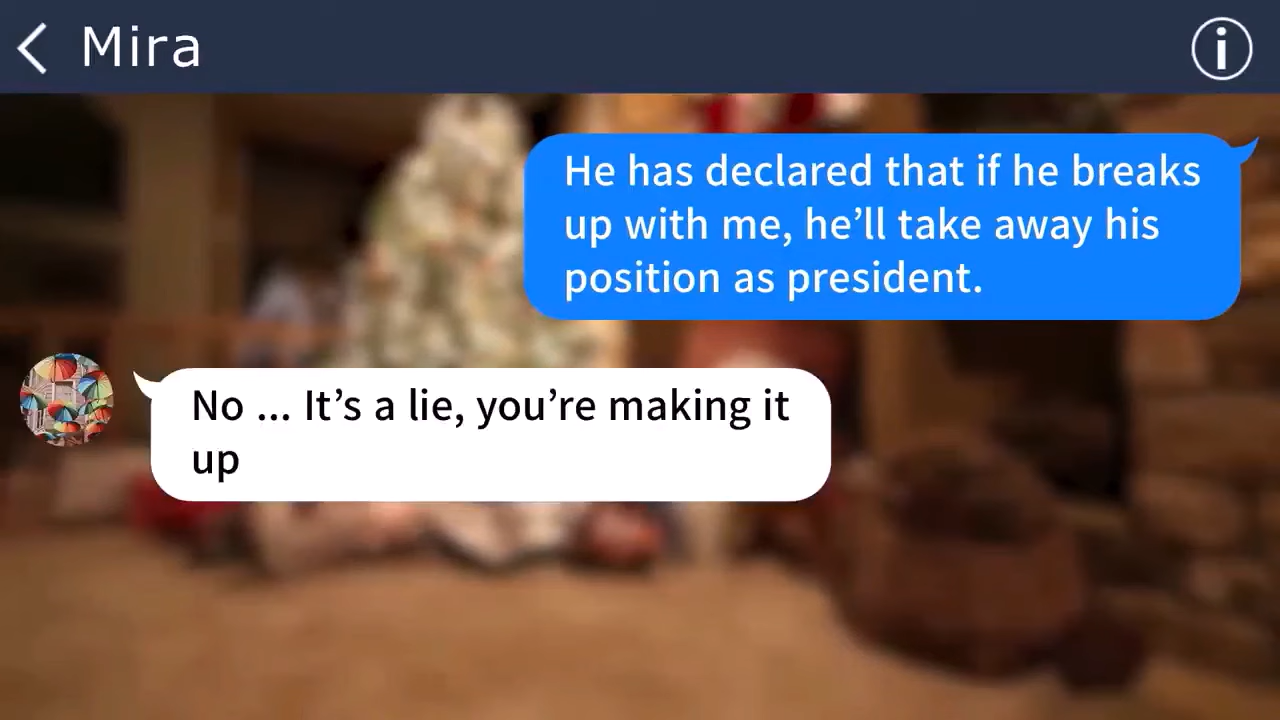 Mira
He has declared that if he breaks
up with me, he’ll take away his
position as president.
No ... It’s a lie, you’re making it
up